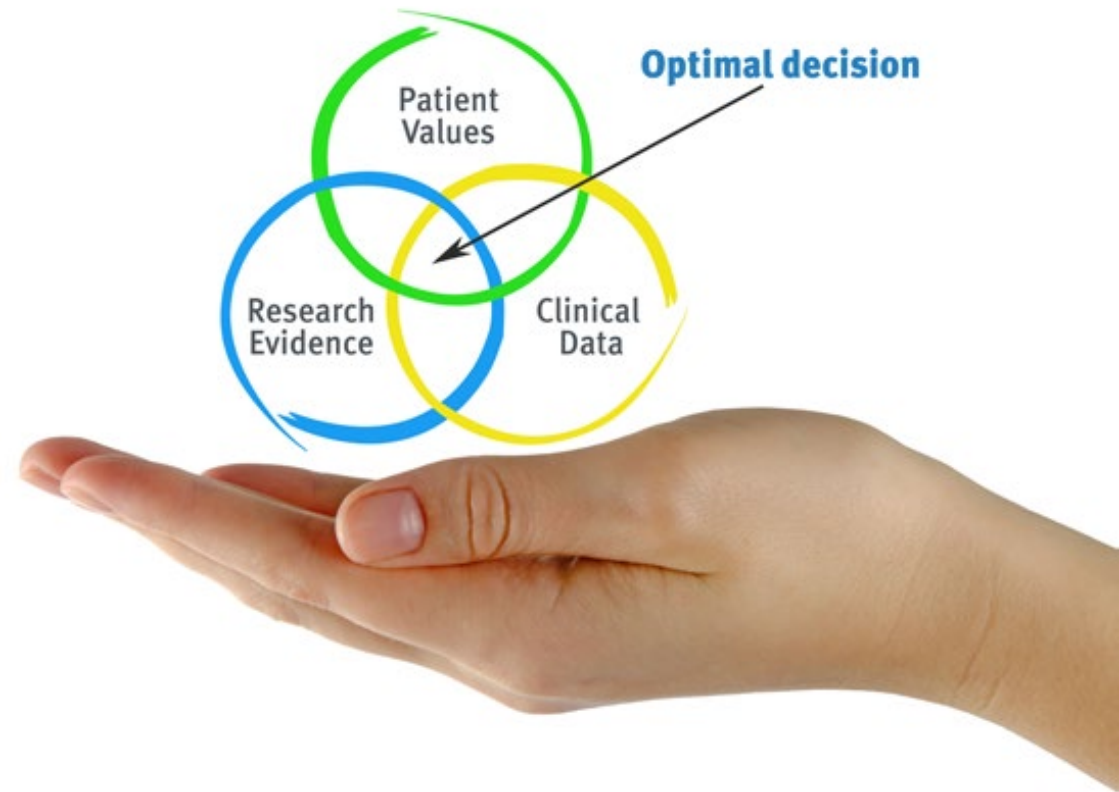 Optimal decision
Patient
Values
Research
Evidence
Clinical
Data